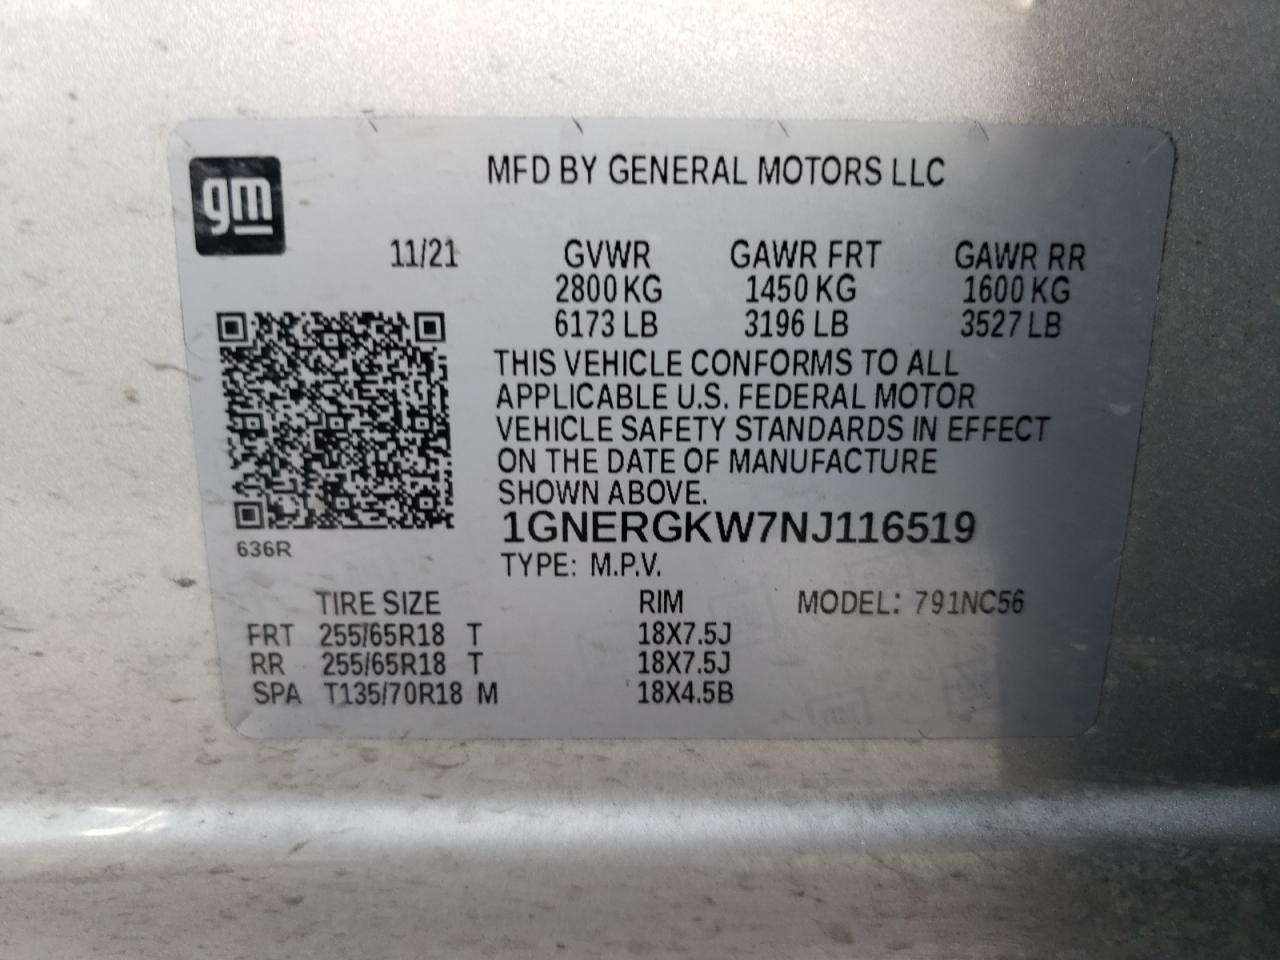 MFD BY GENERAL MOTORS LLC
gm
11/21 GVWR GAWR FRT GAWR RR
2800 KG 1450 KG 1600 KG
6173 LB 3196 LB 3527 LB
THIS VEHICLE CONFORMS TO ALL
APPLICABLE U.S. FEDERAL MOTOR
VEHICLE SAFETY STANDARDS IN EFFECT
ON THE DATE OF MANUFACTURE
SHOWN ABOVE.
1GNERGKW7NJ116519
636R
TYPE: M.P.V.
TIRE SIZE RIM MODEL: 791NC56
FRT 255/65R18 T 18X7.5J
RR 255/65R18 T 18X7.5J
SPA T135/70R18 M 18X4.5B